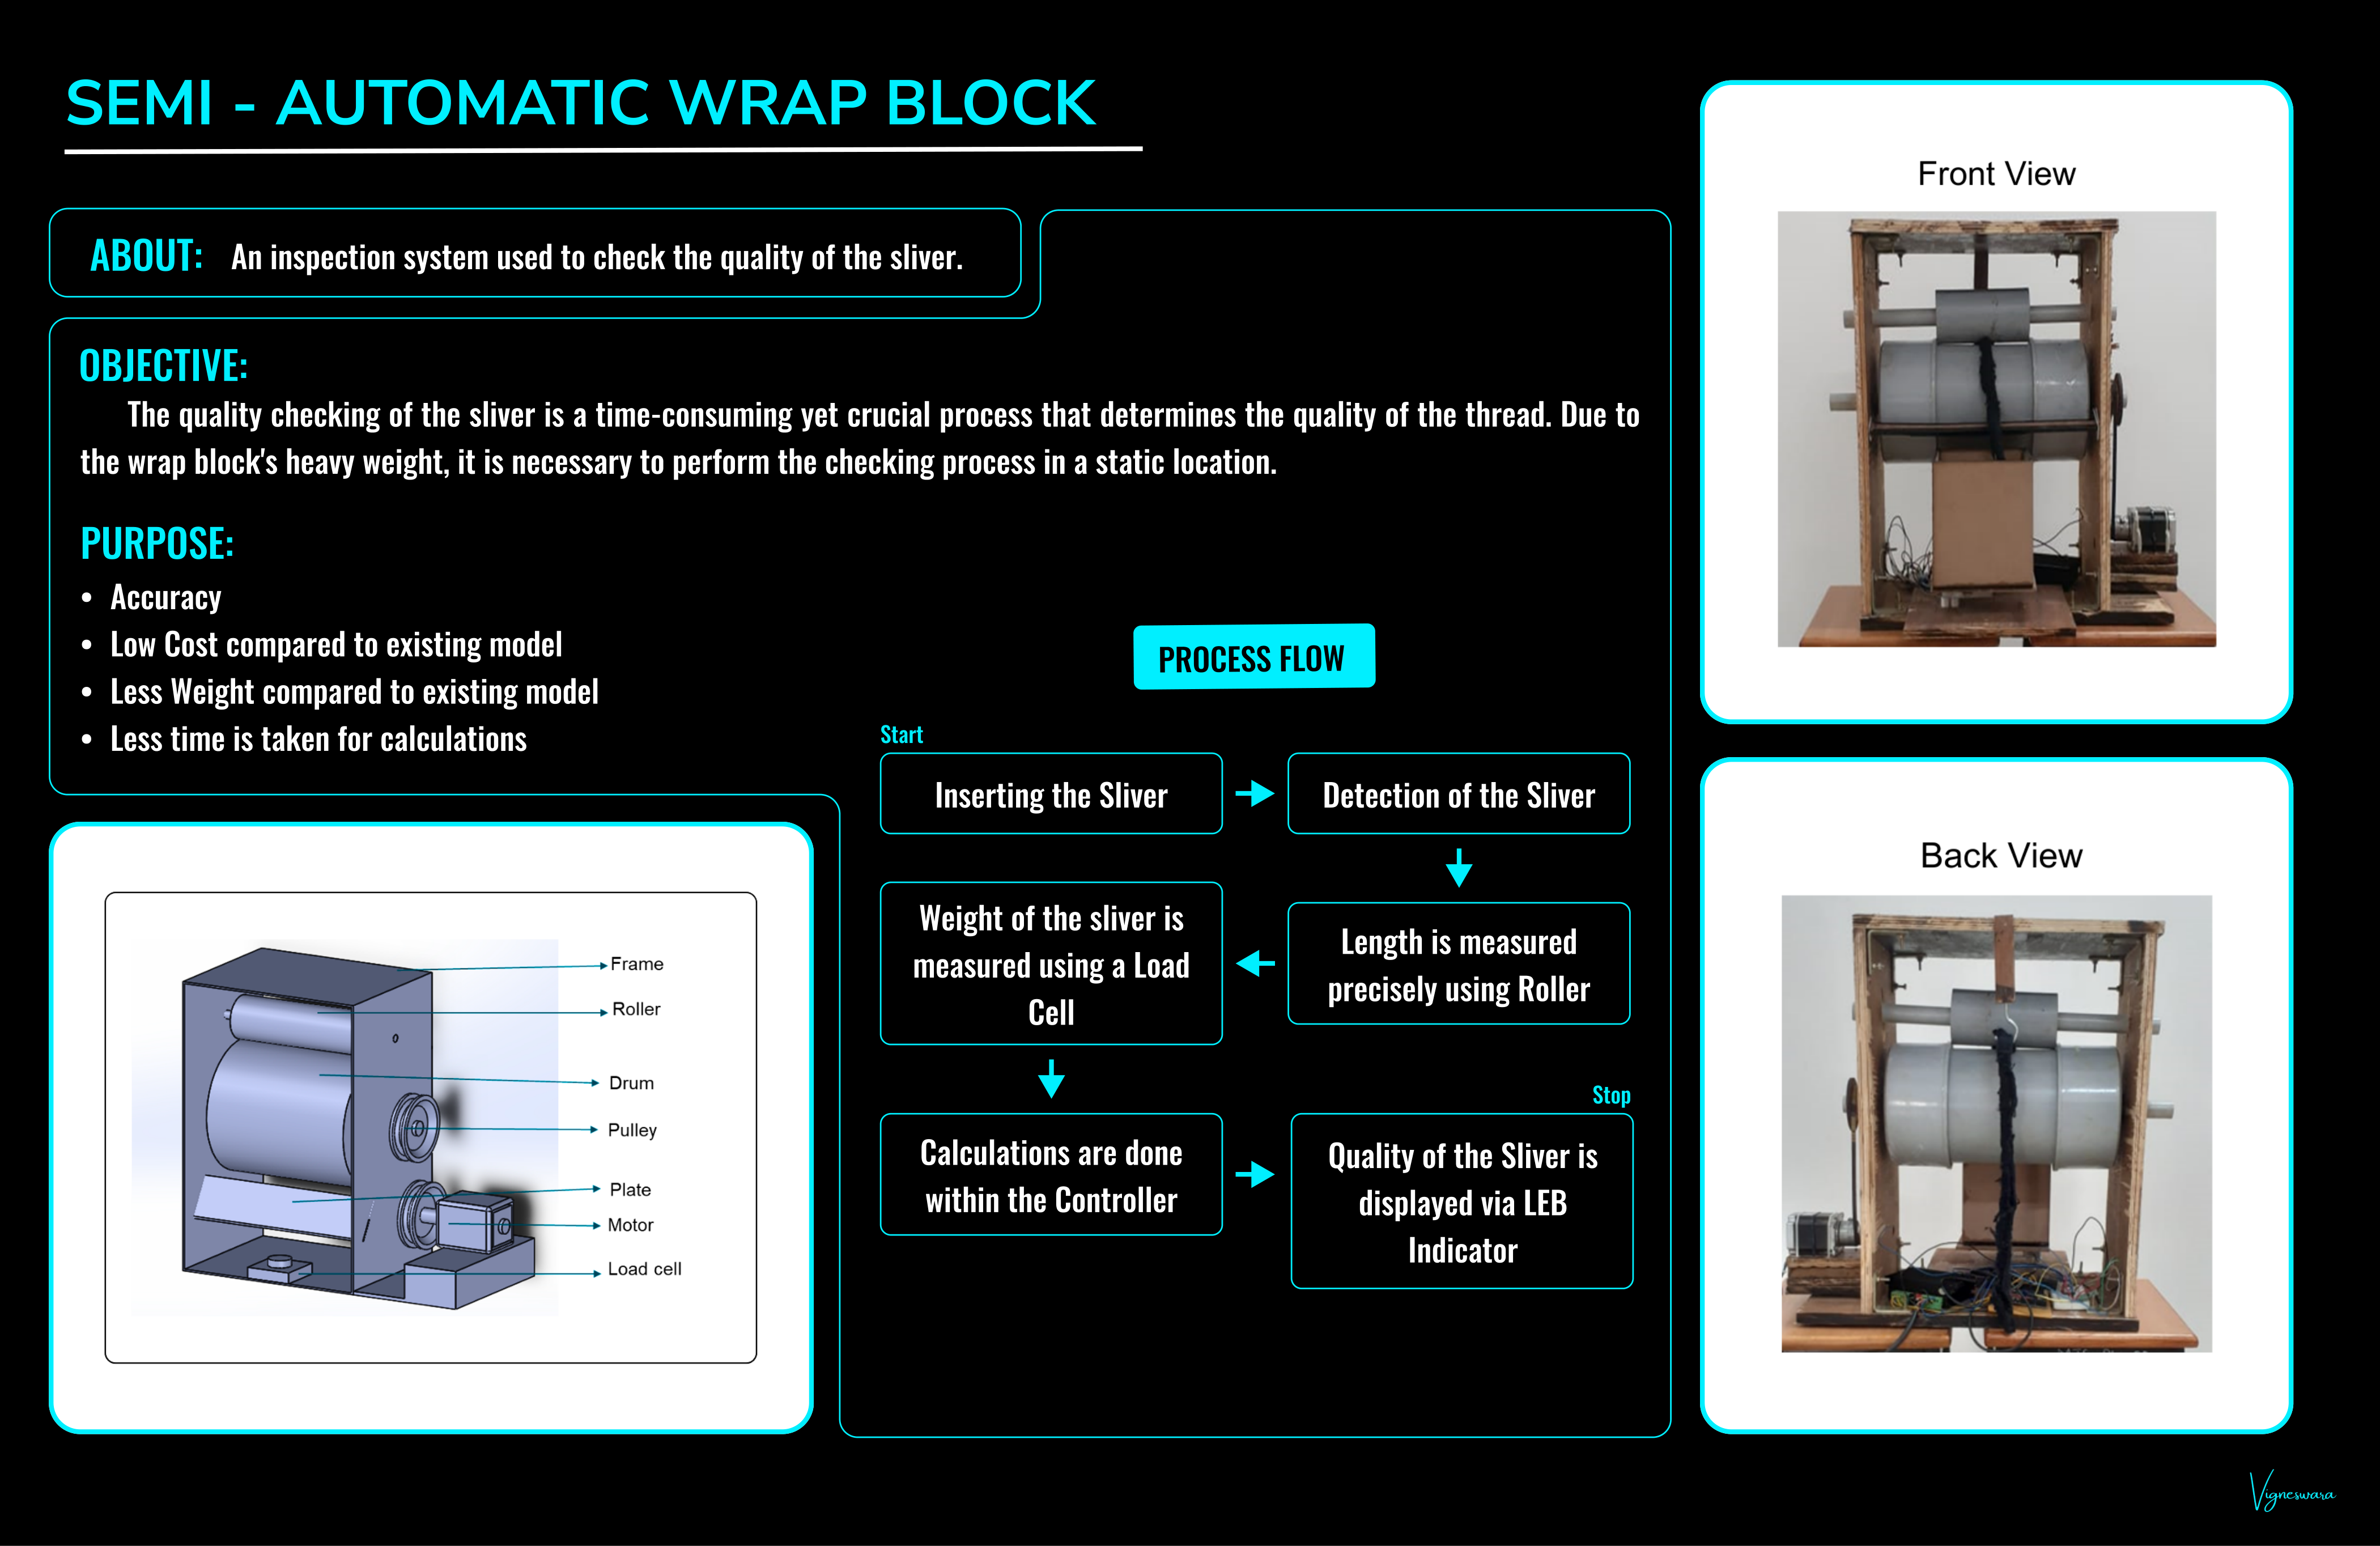 SEMI - AUTOMATIC WRAP BLOCK
ABOUT: An inspection system used to check the quality of the sliver.
OBJECTIVE:
The quality checking of the sliver is a time-consuming yet crucial process that determines the quality of the thread. Due to
the wrap block's heavy weight, it is necessary to perform the checking process in a static location.
PURPOSE:
• Accuracy
• Low Cost compared to existing model
• Less Weight compared to existing model
• Less time is taken for calculations
Frame
Roller
Drum
Pulley
Plate
Motor
Load cell
PROCESS FLOW
Start
Inserting the Sliver
Detection of the Sliver
Length is measured
precisely using Roller
Weight of the sliver is
measured using a Load
Cell
Calculations are done
within the Controller
Stop
Quality of the Sliver is
displayed via LEB
Indicator
Front View
Back View
Vigneswara